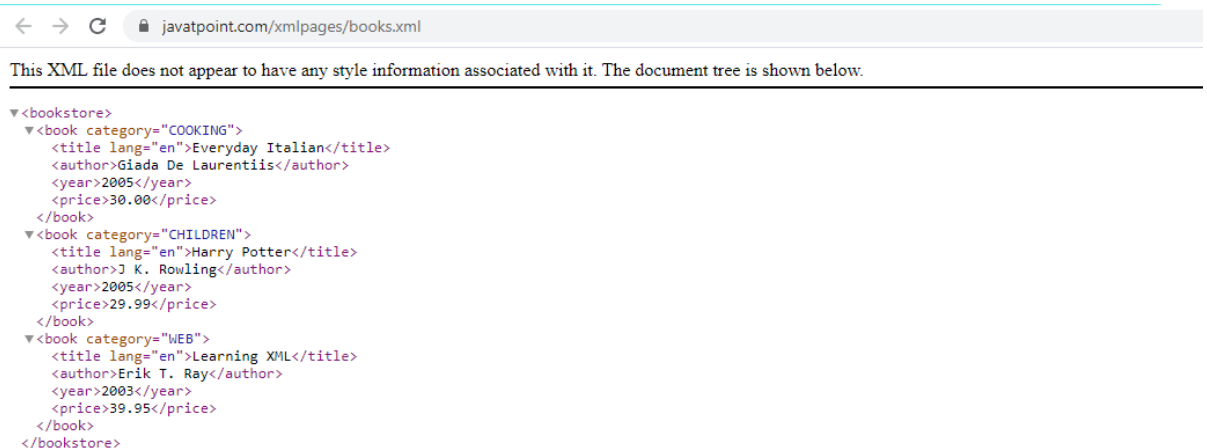 javatpoint.com/xmlpages/books.xml
This XML file does not appear to have any style information associated with it. The document tree is shown below.
▼<bookstore>
▼<book category="COOKING">
<title lang="en">Everyday Italian</title>
<author>Giada De Laurentiis</author>
<year>2005</year>
<price>30.00</price>
</book>
▼<book category="CHILDREN">
<title lang="en">Harry Potter</title>
<author>J K. Rowling</author>
<year>2005</year>
<price>29.99</price>
</book>
▼<book category="WEB">
<title lang="en">Learning XML</title>
<author>Erik T. Ray</author>
<year>2003</year>
<price>39.95</price>
</book>
</bookstore>